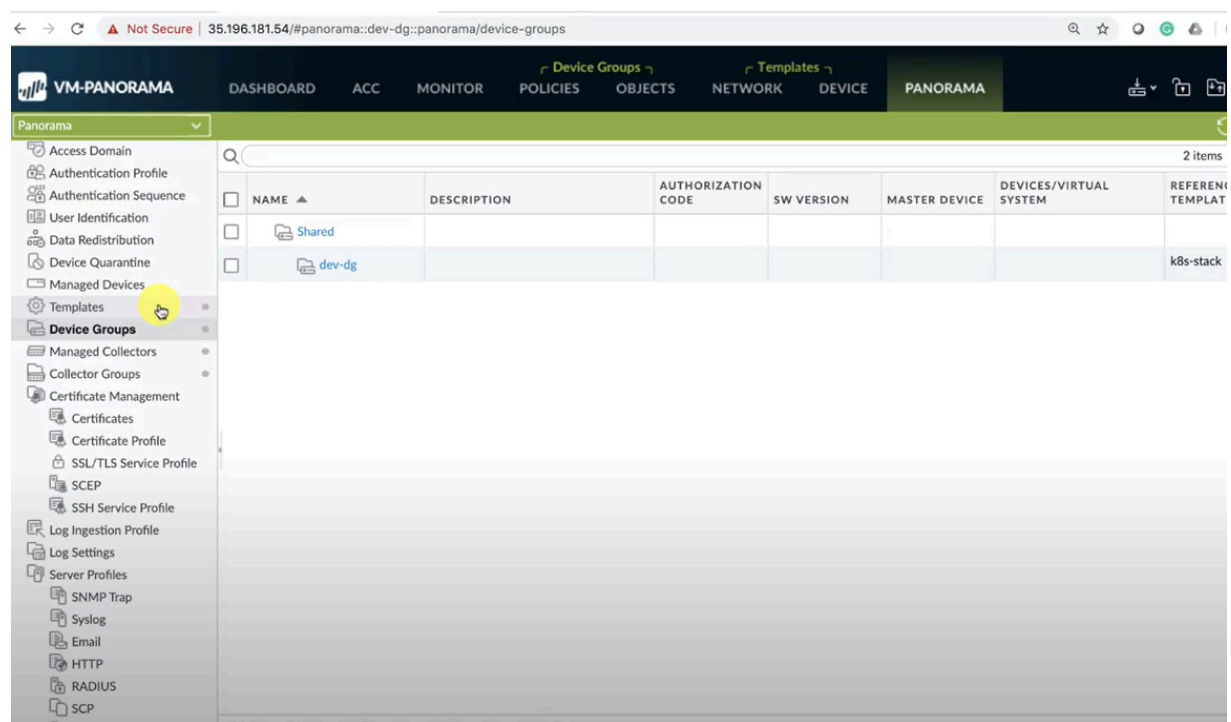 Not Secure | 35.196.181.54/#panorama::dev-dg::panorama/device-groups
Device Groups Templates
VM-PANORAMA DASHBOARD ACC MONITOR POLICIES OBJECTS NETWORK DEVICE PANORAMA
Panorama
Access Domain
2 items
Authentication Profile
Authentication Sequence
NAME DESCRIPTION AUTHORIZATION CODE SW VERSION MASTER DEVICE DEVICES/VIRTUAL SYSTEM REFERENC TEMPLAT
User Identification
Shared
Data Redistribution
Device Quarantine
dev-dg k8s-stack
Managed Devices
Templates
Device Groups
Managed Collectors
Collector Groups
Certificate Management
Certificates
Certificate Profile
SSL/TLS Service Profile
SCEP
SSH Service Profile
Log Ingestion Profile
Log Settings
Server Profiles
SNMP Trap
Syslog
Email
HTTP
RADIUS
SCP